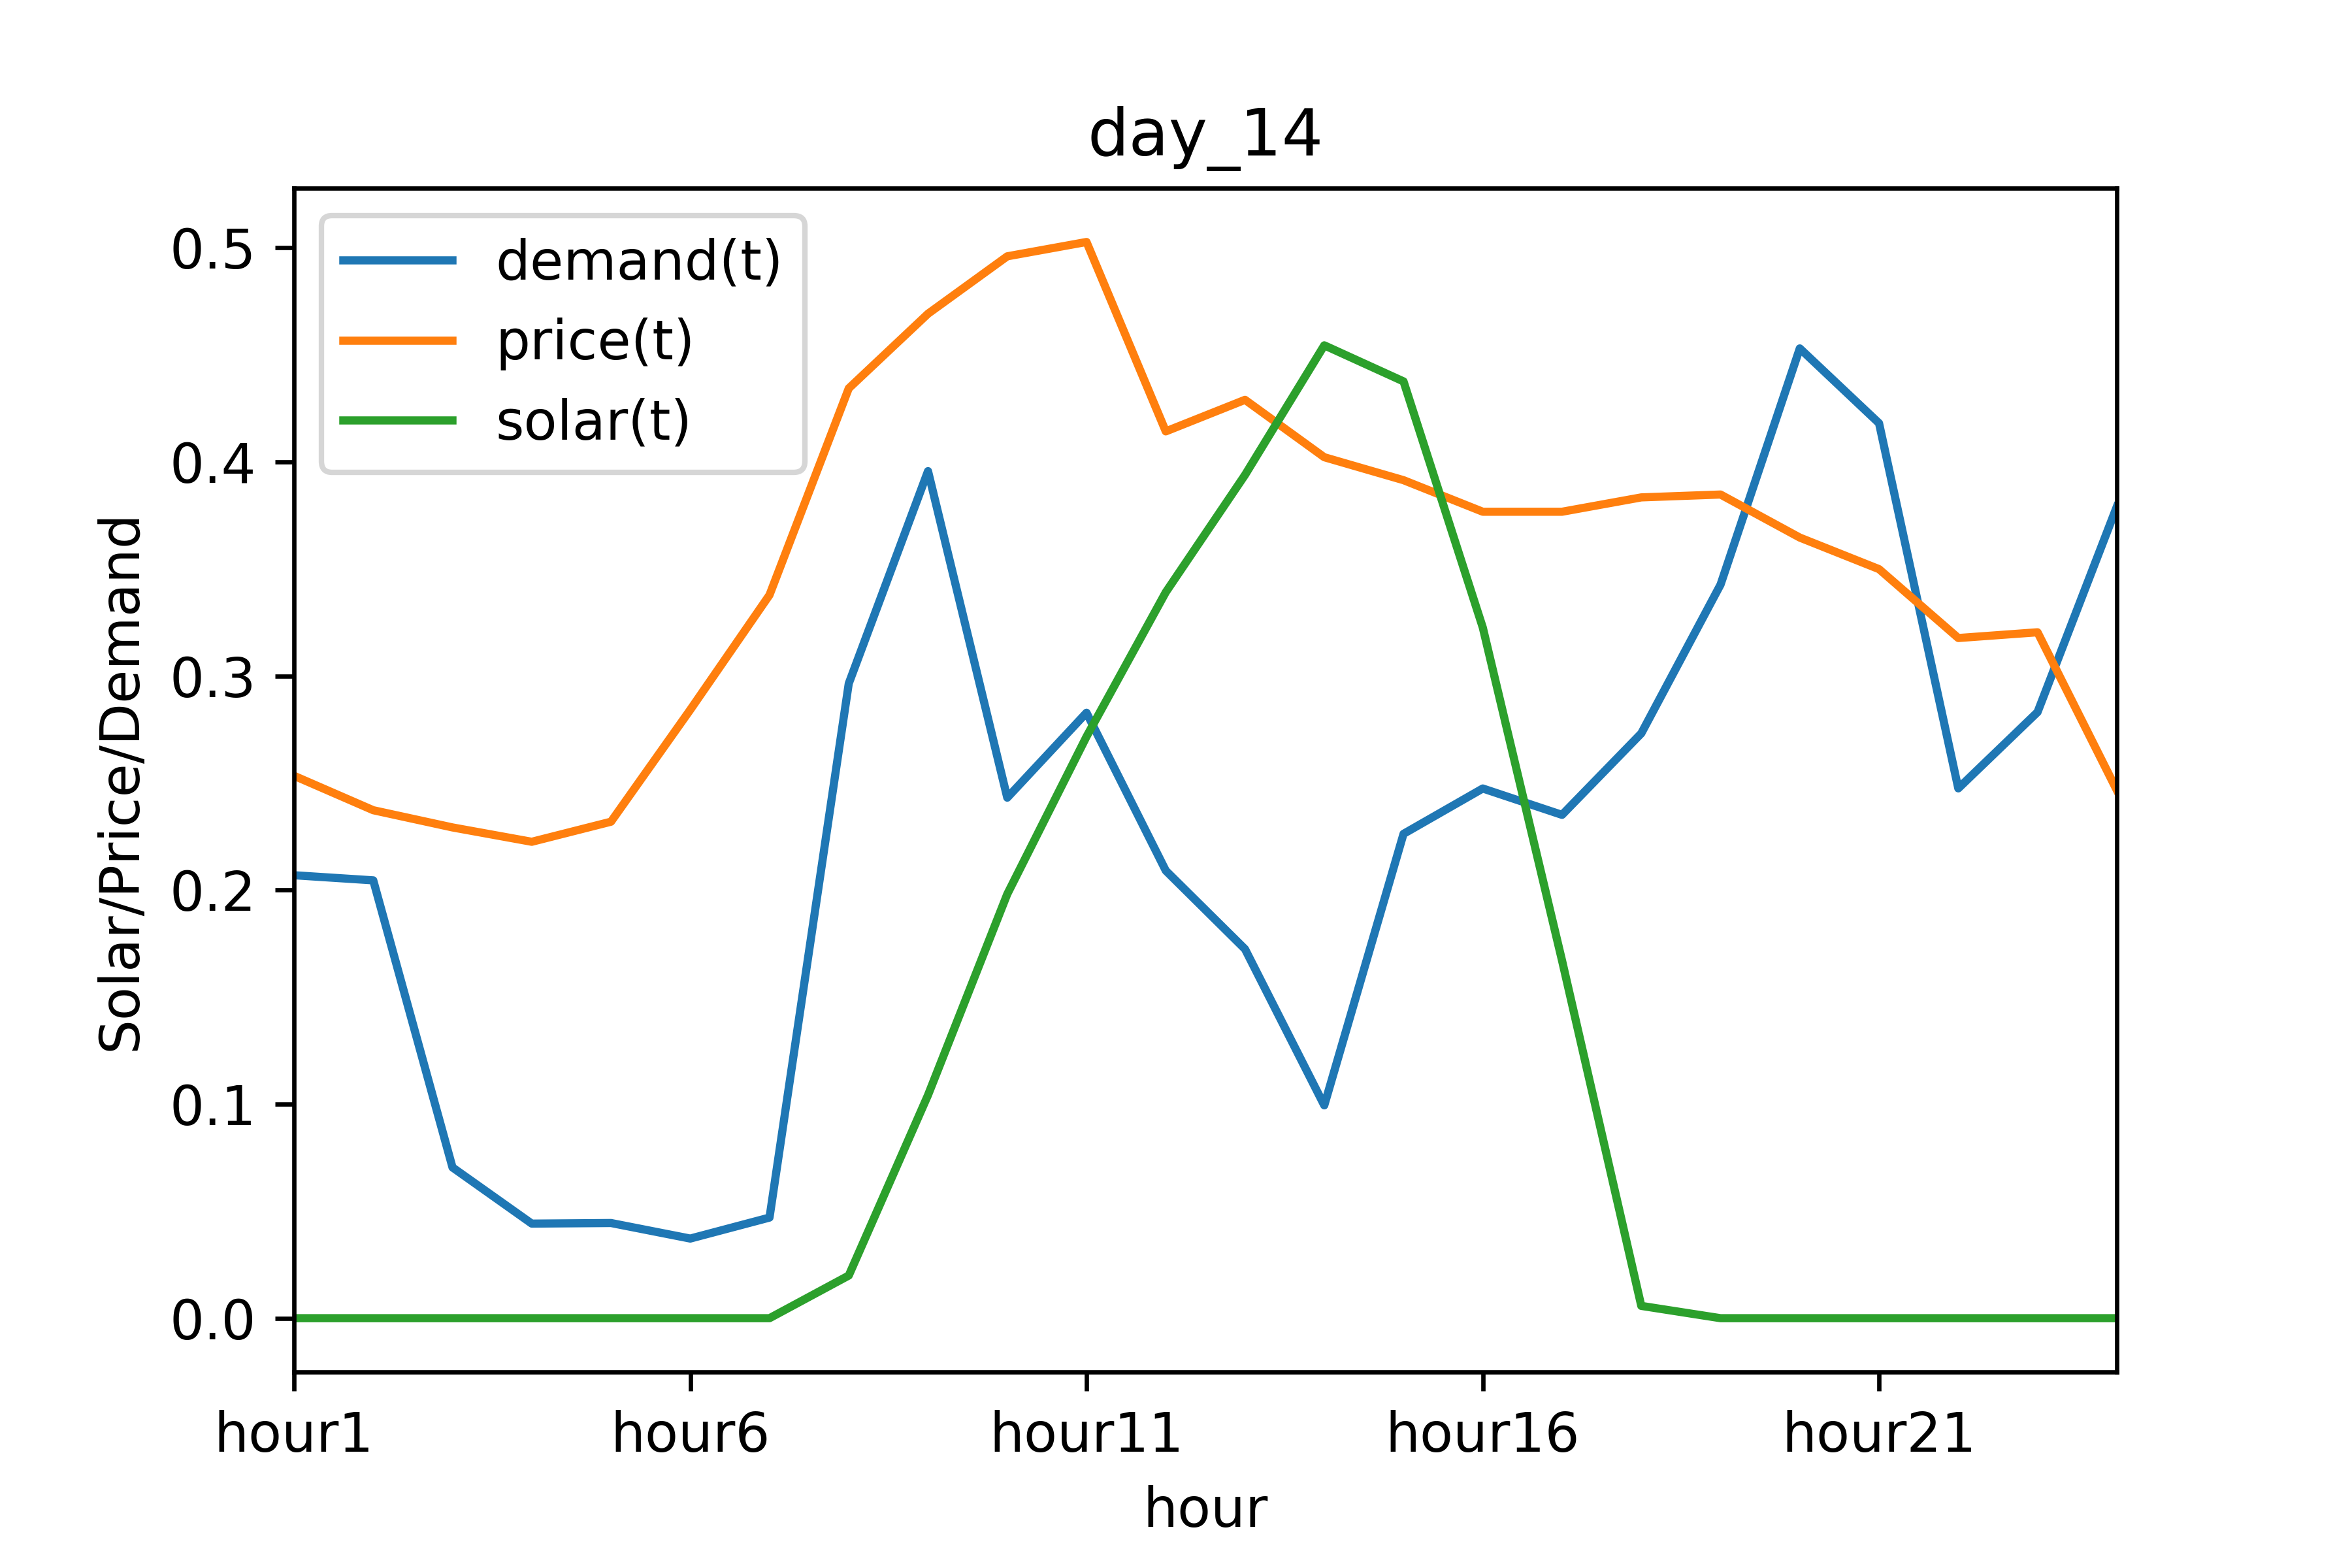 day_14
demand(t)
price(t)
solar(t)
Solar/Price/Demand
0.5
0.4
0.3
0.2
0.1
0.0
hour1 hour6 hour11 hour16 hour21
hour